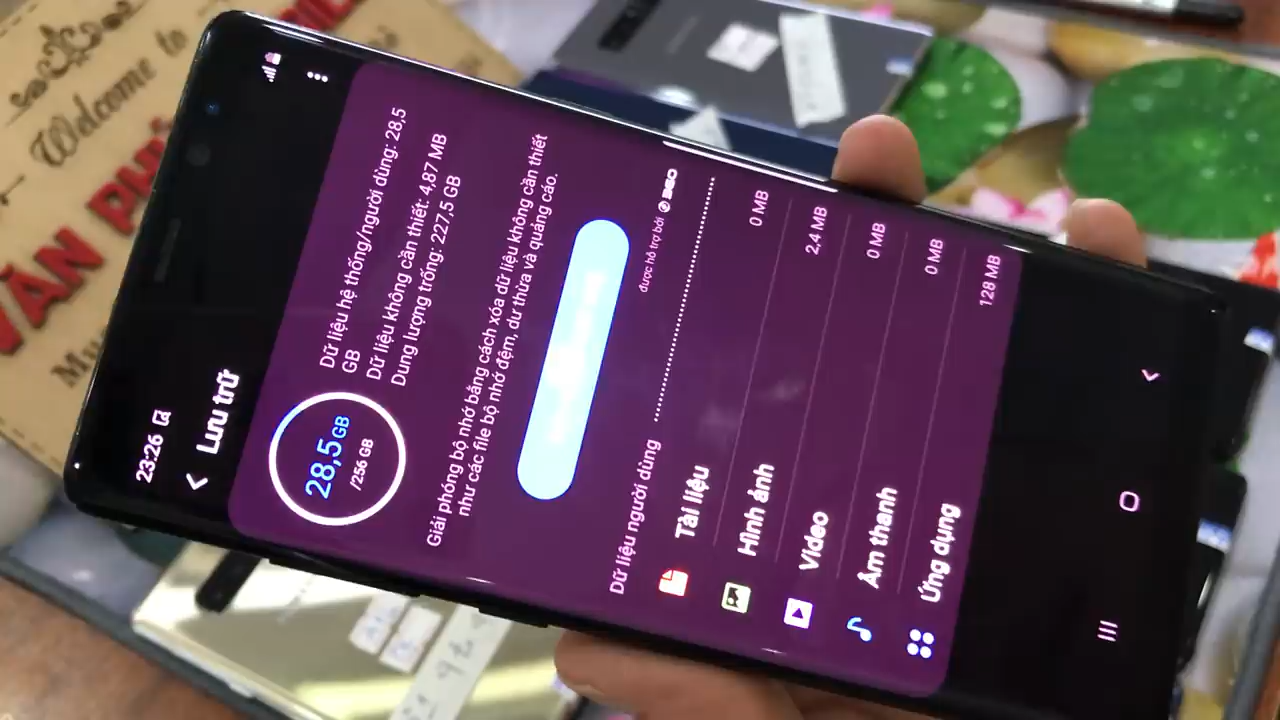 23:26
Lưu trữ
28,5 GB
/256 GB
Dữ liệu hệ thống/người dùng: 28,5
GB
Dữ liệu không cần thiết: 4,87 MB
Dung lượng trống: 227,5 GB
Giải phóng bộ nhớ bằng cách xóa dữ liệu không cần thiết
như các file bộ nhớ đệm, dư thừa và quảng cáo.
được hỗ trợ bởi 360
Dữ liệu người dùng
Tài liệu 0 MB
Hình ảnh 2,4 MB
Video 0 MB
Âm thanh 0 MB
Ứng dụng 128 MB
Welcome to
VĂN